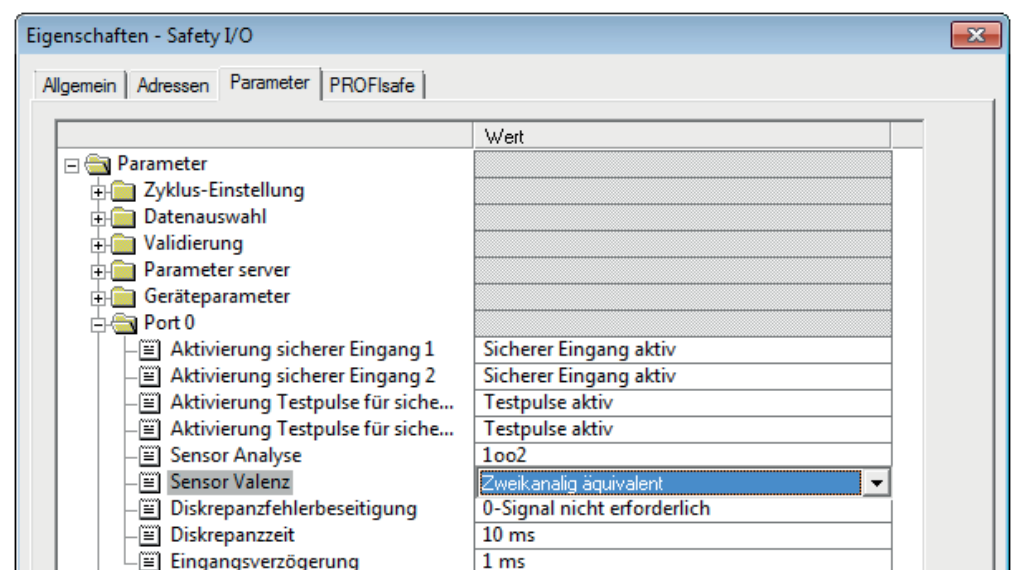 Eigenschaften - Safety I/O
Allgemein Adressen Parameter PROFIsafe
Wert
Parameter
Zyklus-Einstellung
Datenauswahl
Validierung
Parameter server
Geräteparameter
Port 0
Aktivierung sicherer Eingang 1 Sicherer Eingang aktiv
Aktivierung sicherer Eingang 2 Sicherer Eingang aktiv
Aktivierung Testpulse für siche... Testpulse aktiv
Aktivierung Testpulse für siche... Testpulse aktiv
Sensor Analyse 1oo2
Sensor Valenz Zweikanalig äquivalent
Diskrepanzfehlerbeseitigung 0-Signal nicht erforderlich
Diskrepanzzeit 10 ms
Eingangsverzögerung 1 ms